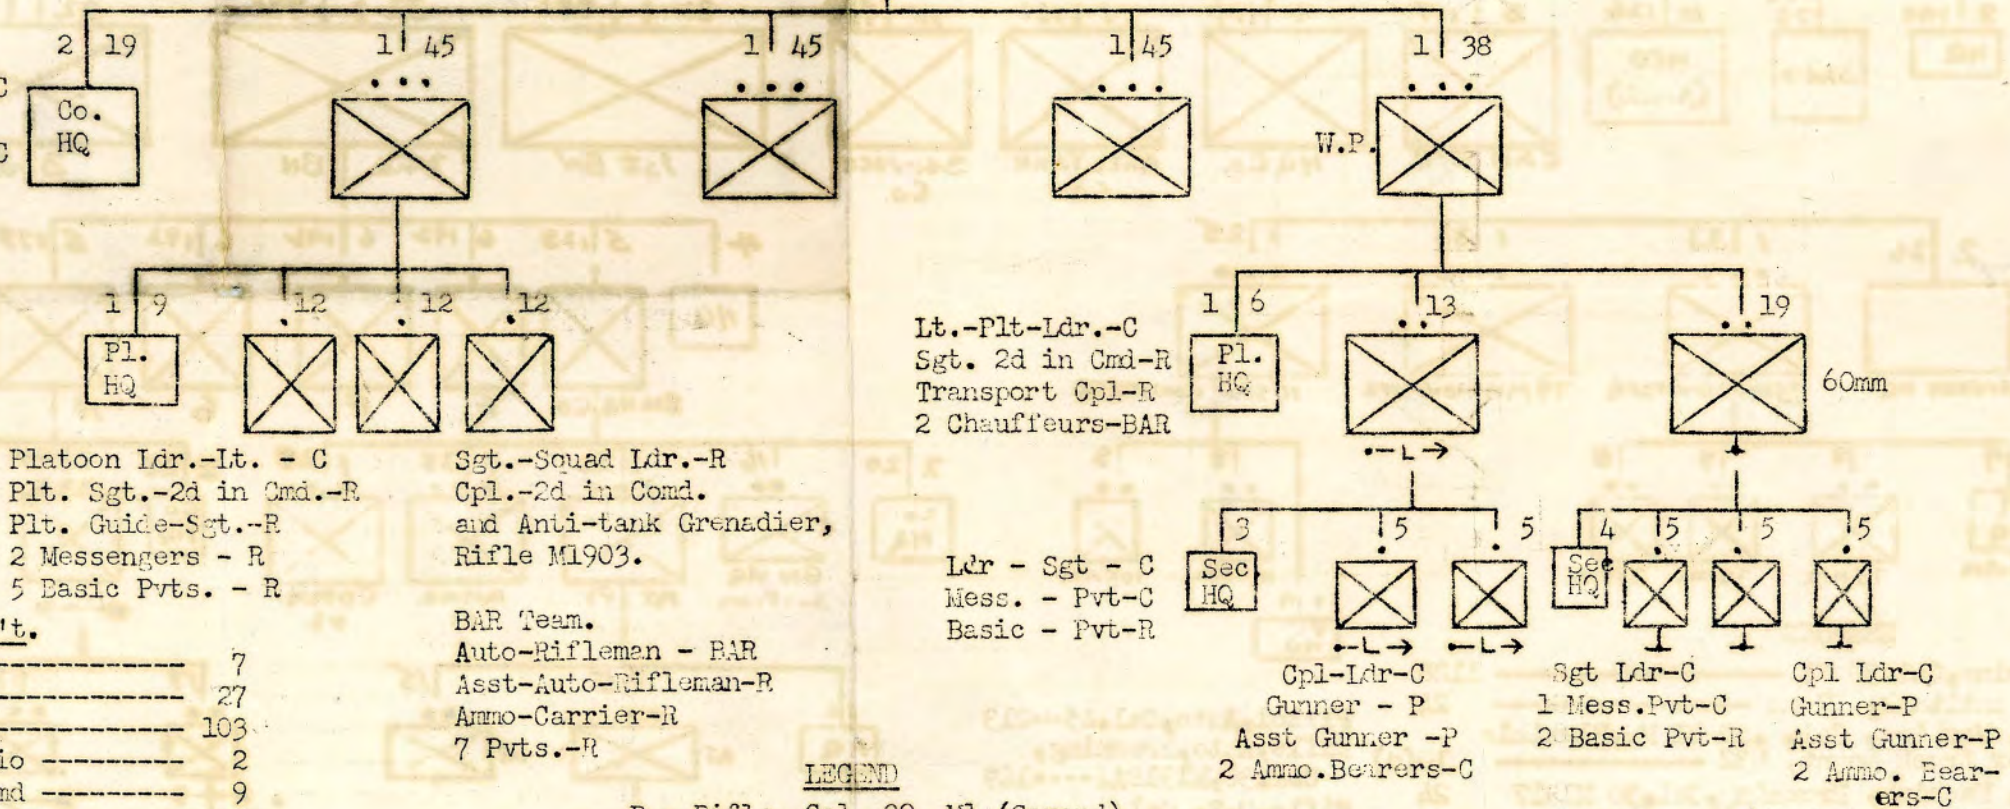 2 19
1 45
1 45
1 45
1 38
C
Co.
HQ
C
W.P.
1 9
12
12
12
Pl.
HQ
Platoon Ldr.-Lt. - C
Plt. Sgt.-2d in Cmd.-R
Plt. Guide-Sgt.-R
2 Messengers - R
5 Basic Pvts. - R
't.
------------- 7
------------- 27
------------- 103
io --------- 2
nd --------- 9
Sgt.-Squad Ldr.-R
Cpl.-2d in Comd.
and Anti-tank Grenadier,
Rifle M1903.
BAR Team.
Auto-Rifleman - BAR
Asst-Auto-Rifleman-R
Ammo-Carrier-R
7 Pvts.-R
LEGEND
Lt.-Plt-Ldr.-C
Sgt. 2d in Cmd-R
Transport Cpl-R
2 Chauffeurs-BAR
1 6
Pl.
HQ
13
19
60mm
L
Ldr - Sgt - C
Mess. - Pvt-C
Basic - Pvt-R
3
Sec
HQ
5
5
L
L
4
Sec
HQ
5
5
5
Cpl-Ldr-C
Gunner - P
Asst Gunner -P
2 Ammo.Bearers-C
Sgt Ldr-C
1 Mess.Pvt-C
2 Basic Pvt-R
Cpl Ldr-C
Gunner-P
Asst Gunner-P
2 Ammo. Bear-
ers-C